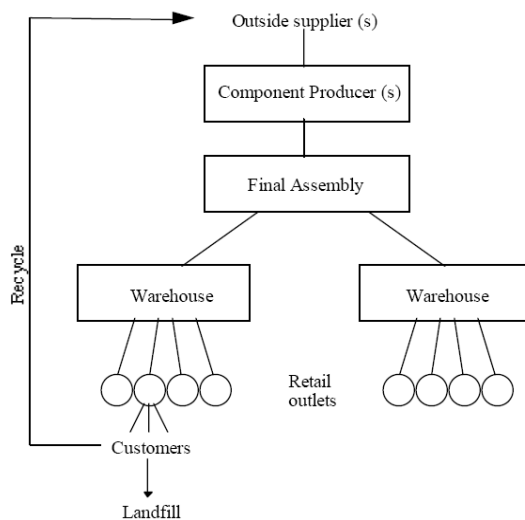 Outside supplier (s)
Component Producer (s)
Final Assembly
Recycle
Warehouse
Warehouse
Retail
outlets
Customers
Landfill